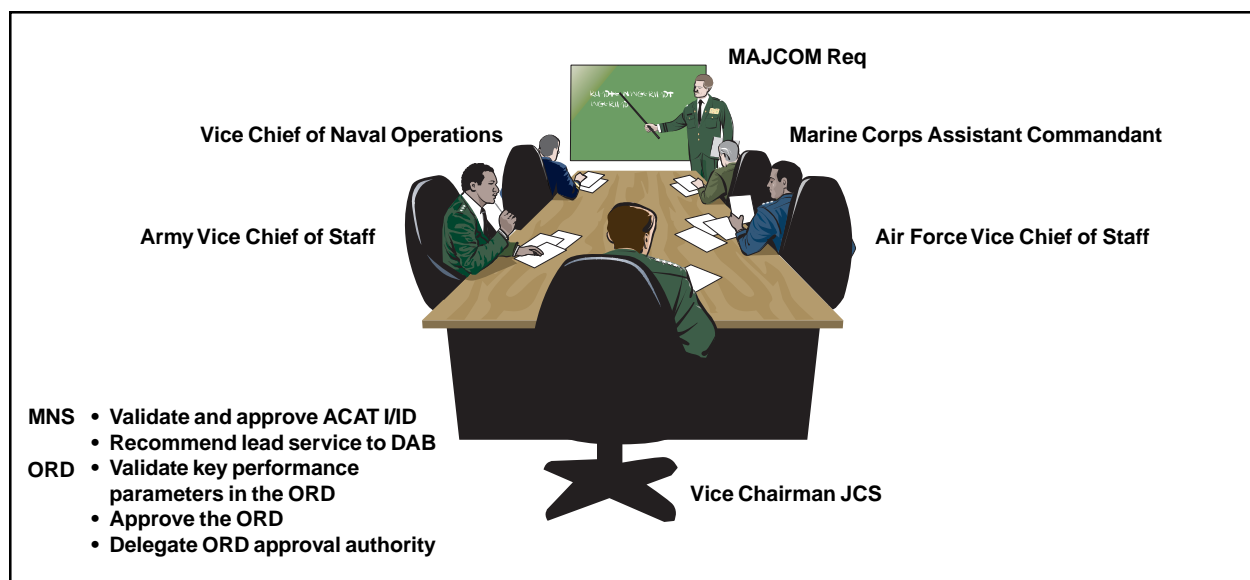 MAJCOM Req
Vice Chief of Naval Operations
Marine Corps Assistant Commandant
Army Vice Chief of Staff
Air Force Vice Chief of Staff
MNS • Validate and approve ACAT I/ID
• Recommend lead service to DAB
ORD • Validate key performance
parameters in the ORD
• Approve the ORD
• Delegate ORD approval authority
Vice Chairman JCS